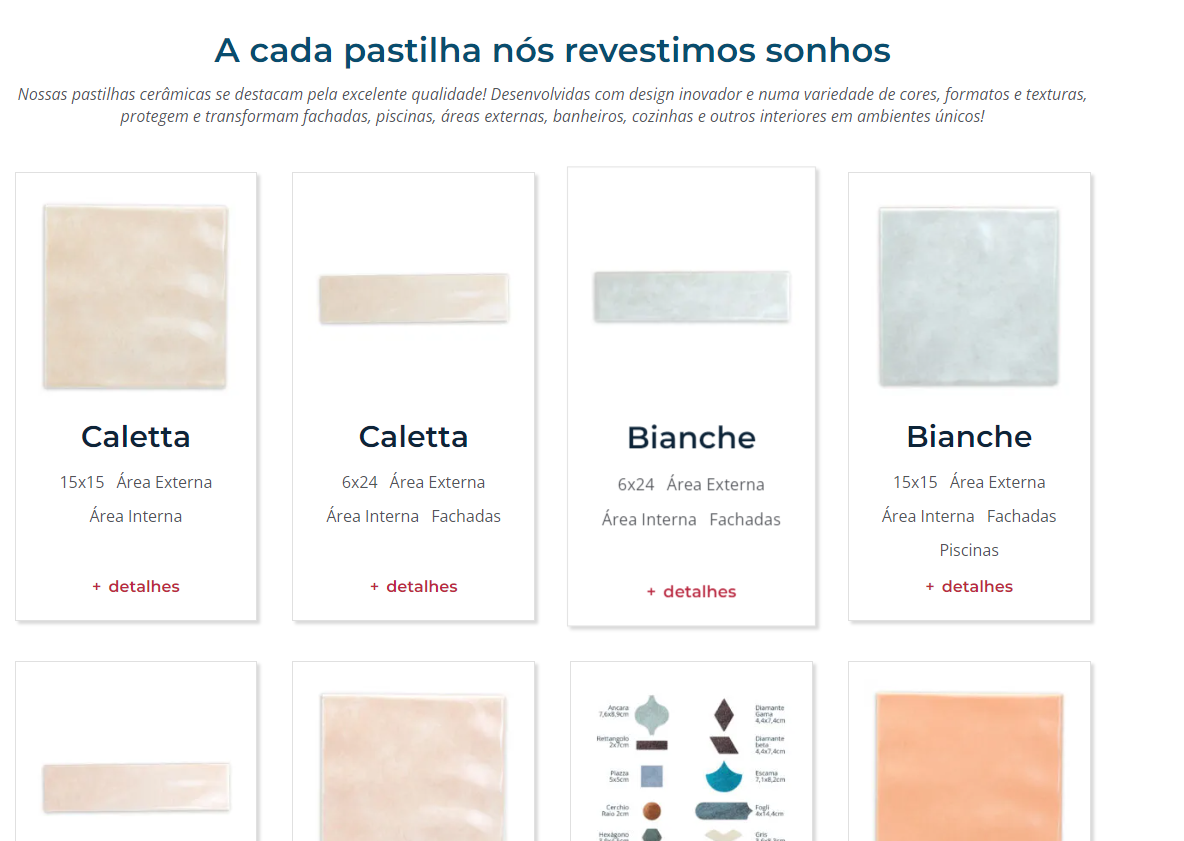 A cada pastilha nós revestimos sonhos
Nossas pastilhas cerâmicas se destacam pela excelente qualidade! Desenvolvidas com design inovador e numa variedade de cores, formatos e texturas,
protegem e transformam fachadas, piscinas, áreas externas, banheiros, cozinhas e outros interiores em ambientes únicos!
Caletta
15x15 Área Externa
Área Interna
+ detalhes
Caletta
6x24 Área Externa
Área Interna Fachadas
+ detalhes
Bianche
6x24 Área Externa
Área Interna Fachadas
+ detalhes
Bianche
15x15 Área Externa
Área Interna Fachadas
Piscinas
+ detalhes
Ancara
7,6x8,9cm
Diamante
Gama
4,4x7,4cm
Rettangolo
2x7cm
Diamante
beta
4,4x7,4cm
Piazza
5x5cm
Escama
7,1x8,2cm
Cerchio
Raio 2cm
Fogli
4x14,4cm
Hexágono
Gris